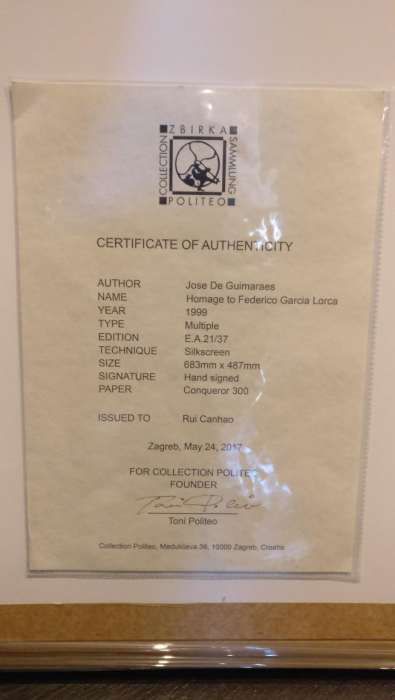 ZBIRKA
COLLECTION
SAMMLUNG
POLITEO
CERTIFICATE OF AUTHENTICITY
AUTHOR Jose De Guimaraes
NAME Homage to Federico Garcia Lorca
YEAR 1999
TYPE Multiple
EDITION E.A.21/37
TECHNIQUE Silkscreen
SIZE 683mm x 487mm
SIGNATURE Hand signed
PAPER Conqueror 300
ISSUED TO Rui Canhao
Zagreb, May 24, 2017
FOR COLLECTION POLITEO
FOUNDER
Toni Politeo
Toni Politeo
Collection Politeo, Medulićeva 36, 10000 Zagreb, Croatia